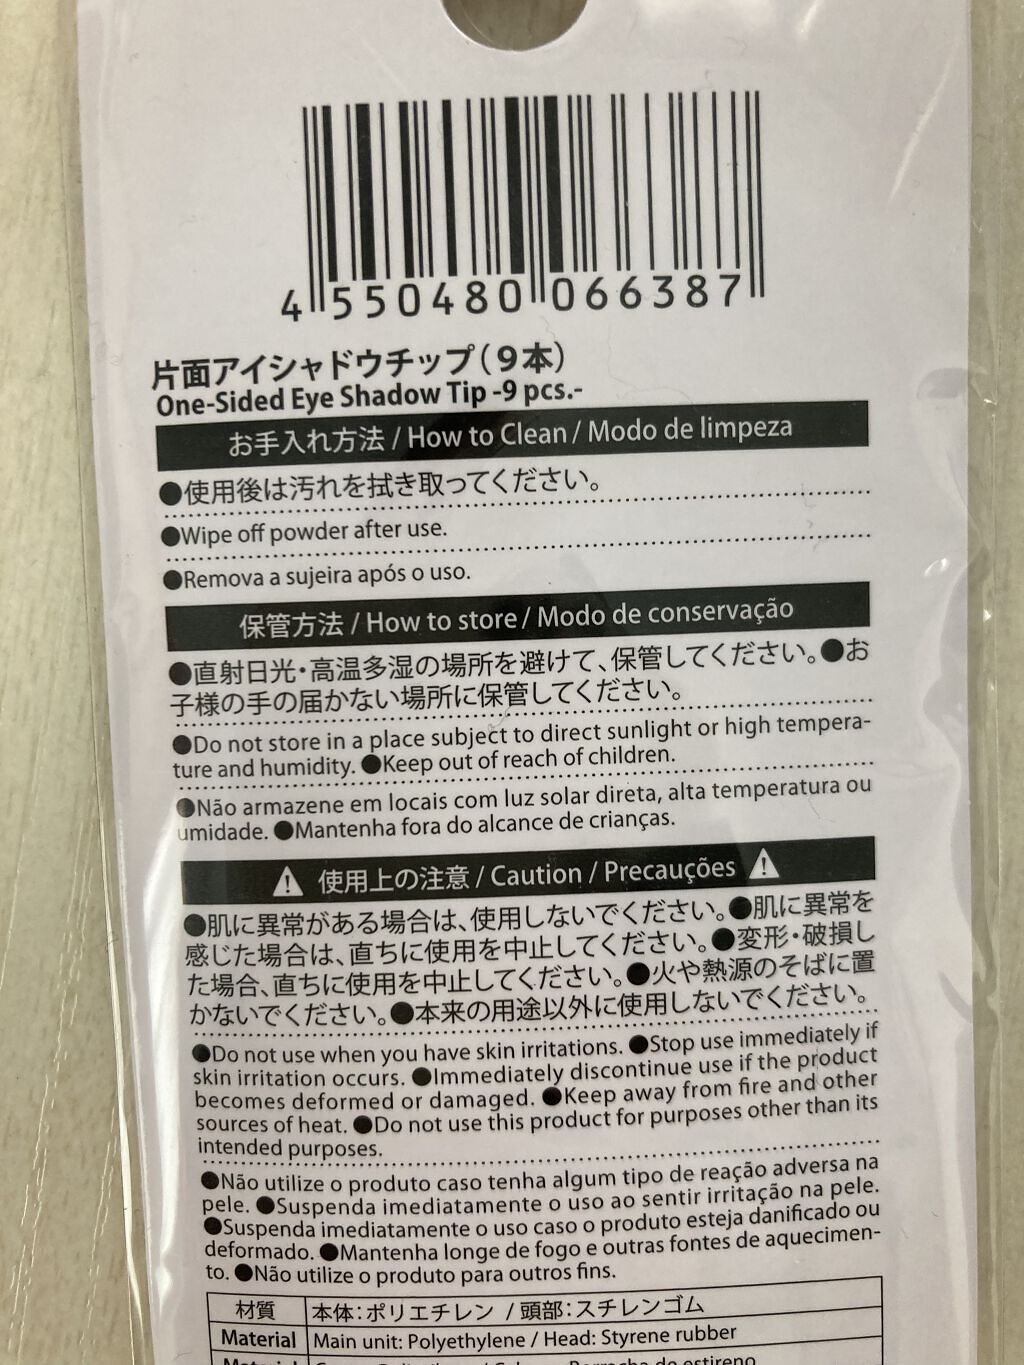 4 550480 066387
片面アイシャドウチップ(9本)
One-Sided Eye Shadow Tip -9 pcs.-
お手入れ方法 / How to Clean / Modo de limpeza
●使用後は汚れを拭き取ってください。
●Wipe off powder after use.
●Remova a sujeira após o uso.
保管方法 / How to store / Modo de conservação
●直射日光・高温多湿の場所を避けて、保管してください。●お
子様の手の届かない場所に保管してください。
●Do not store in a place subject to direct sunlight or high tempera-
ture and humidity. ●Keep out of reach of children.
●Não armazene em locais com luz solar direta, alta temperatura ou
umidade. ●Mantenha fora do alcance de crianças.
⚠ 使用上の注意 / Caution / Precauções ⚠
●肌に異常がある場合は、使用しないでください。●肌に異常を
感じた場合は、直ちに使用を中止してください。●変形・破損し
た場合、直ちに使用を中止してください。●火や熱源のそばに置
かないでください。●本来の用途以外に使用しないでください。
●Do not use when you have skin irritations. ●Stop use immediately if
skin irritation occurs. ●Immediately discontinue use if the product
becomes deformed or damaged. ●Keep away from fire and other
sources of heat. ●Do not use this product for purposes other than its
intended purposes.
●Não utilize o produto caso tenha algum tipo de reação adversa na
pele. ●Suspenda imediatamente o uso ao sentir irritação na pele.
●Suspenda imediatamente o uso caso o produto esteja danificado ou
deformado. ●Mantenha longe de fogo e outras fontes de aquecimen-
to. ●Não utilize o produto para outros fins.
材質 本体：ポリエチレン / 頭部：スチレンゴム
Material Main unit: Polyethylene / Head: Styrene rubber
Material Borracha de estireno